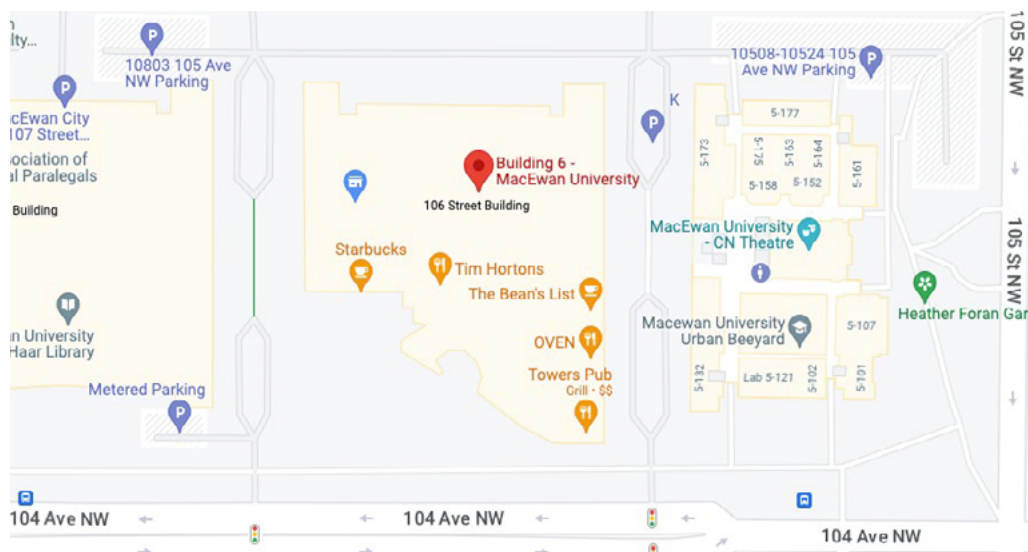 lty...
10803 105 Ave
NW Parking
cEwan City
107 Street...
ociation of
al Paralegals
Building
an University
Haar Library
Metered Parking
Building 6 -
MacEwan University
106 Street Building
Starbucks
Tim Hortons
The Bean's List
OVEN
Towers Pub
Grill - $$
K
10508-10524 105
Ave NW Parking
5-177
5-173
5-175
5-163
5-164
5-161
5-158
5-152
MacEwan University
- CN Theatre
Macewan University
Urban Beeyard
5-107
5-132
Lab 5-121
5-102
5-101
Heather Foran Gar
105 St NW
105 St NW
104 Ave NW
104 Ave NW
104 Ave NW
P
P
P
P
P